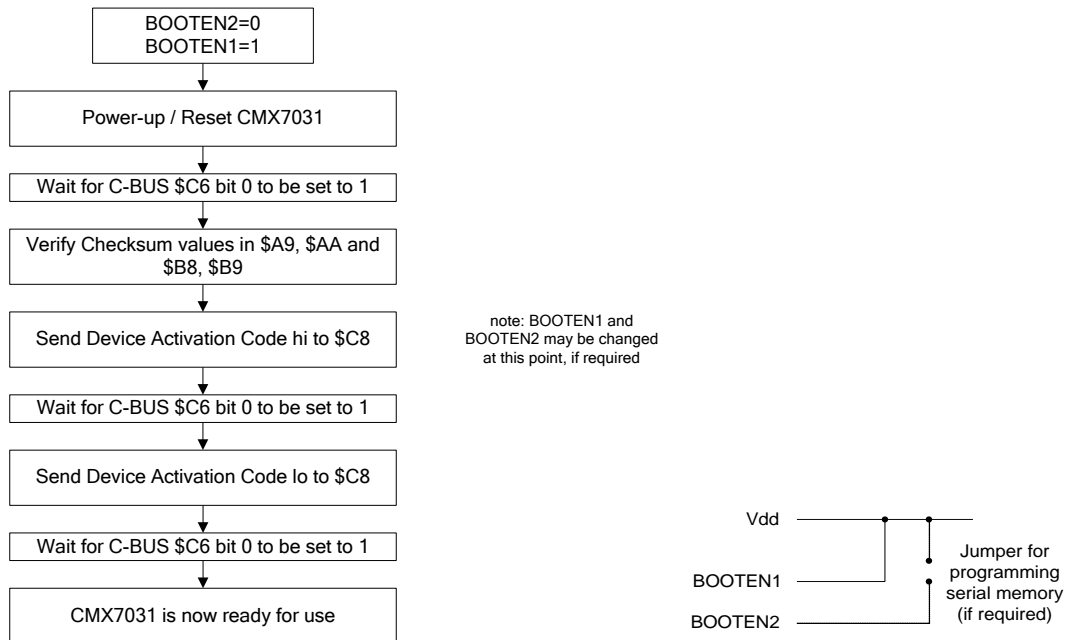 BOOTEN2=0
BOOTEN1=1
Power-up / Reset CMX7031
Wait for C-BUS $C6 bit 0 to be set to 1
Verify Checksum values in $A9, $AA and
$B8, $B9
Send Device Activation Code hi to $C8
note: BOOTEN1 and
BOOTEN2 may be changed
at this point, if required
Wait for C-BUS $C6 bit 0 to be set to 1
Send Device Activation Code lo to $C8
Wait for C-BUS $C6 bit 0 to be set to 1
CMX7031 is now ready for use
Vdd
BOOTEN1
BOOTEN2
Jumper for
programming
serial memory
(if required)